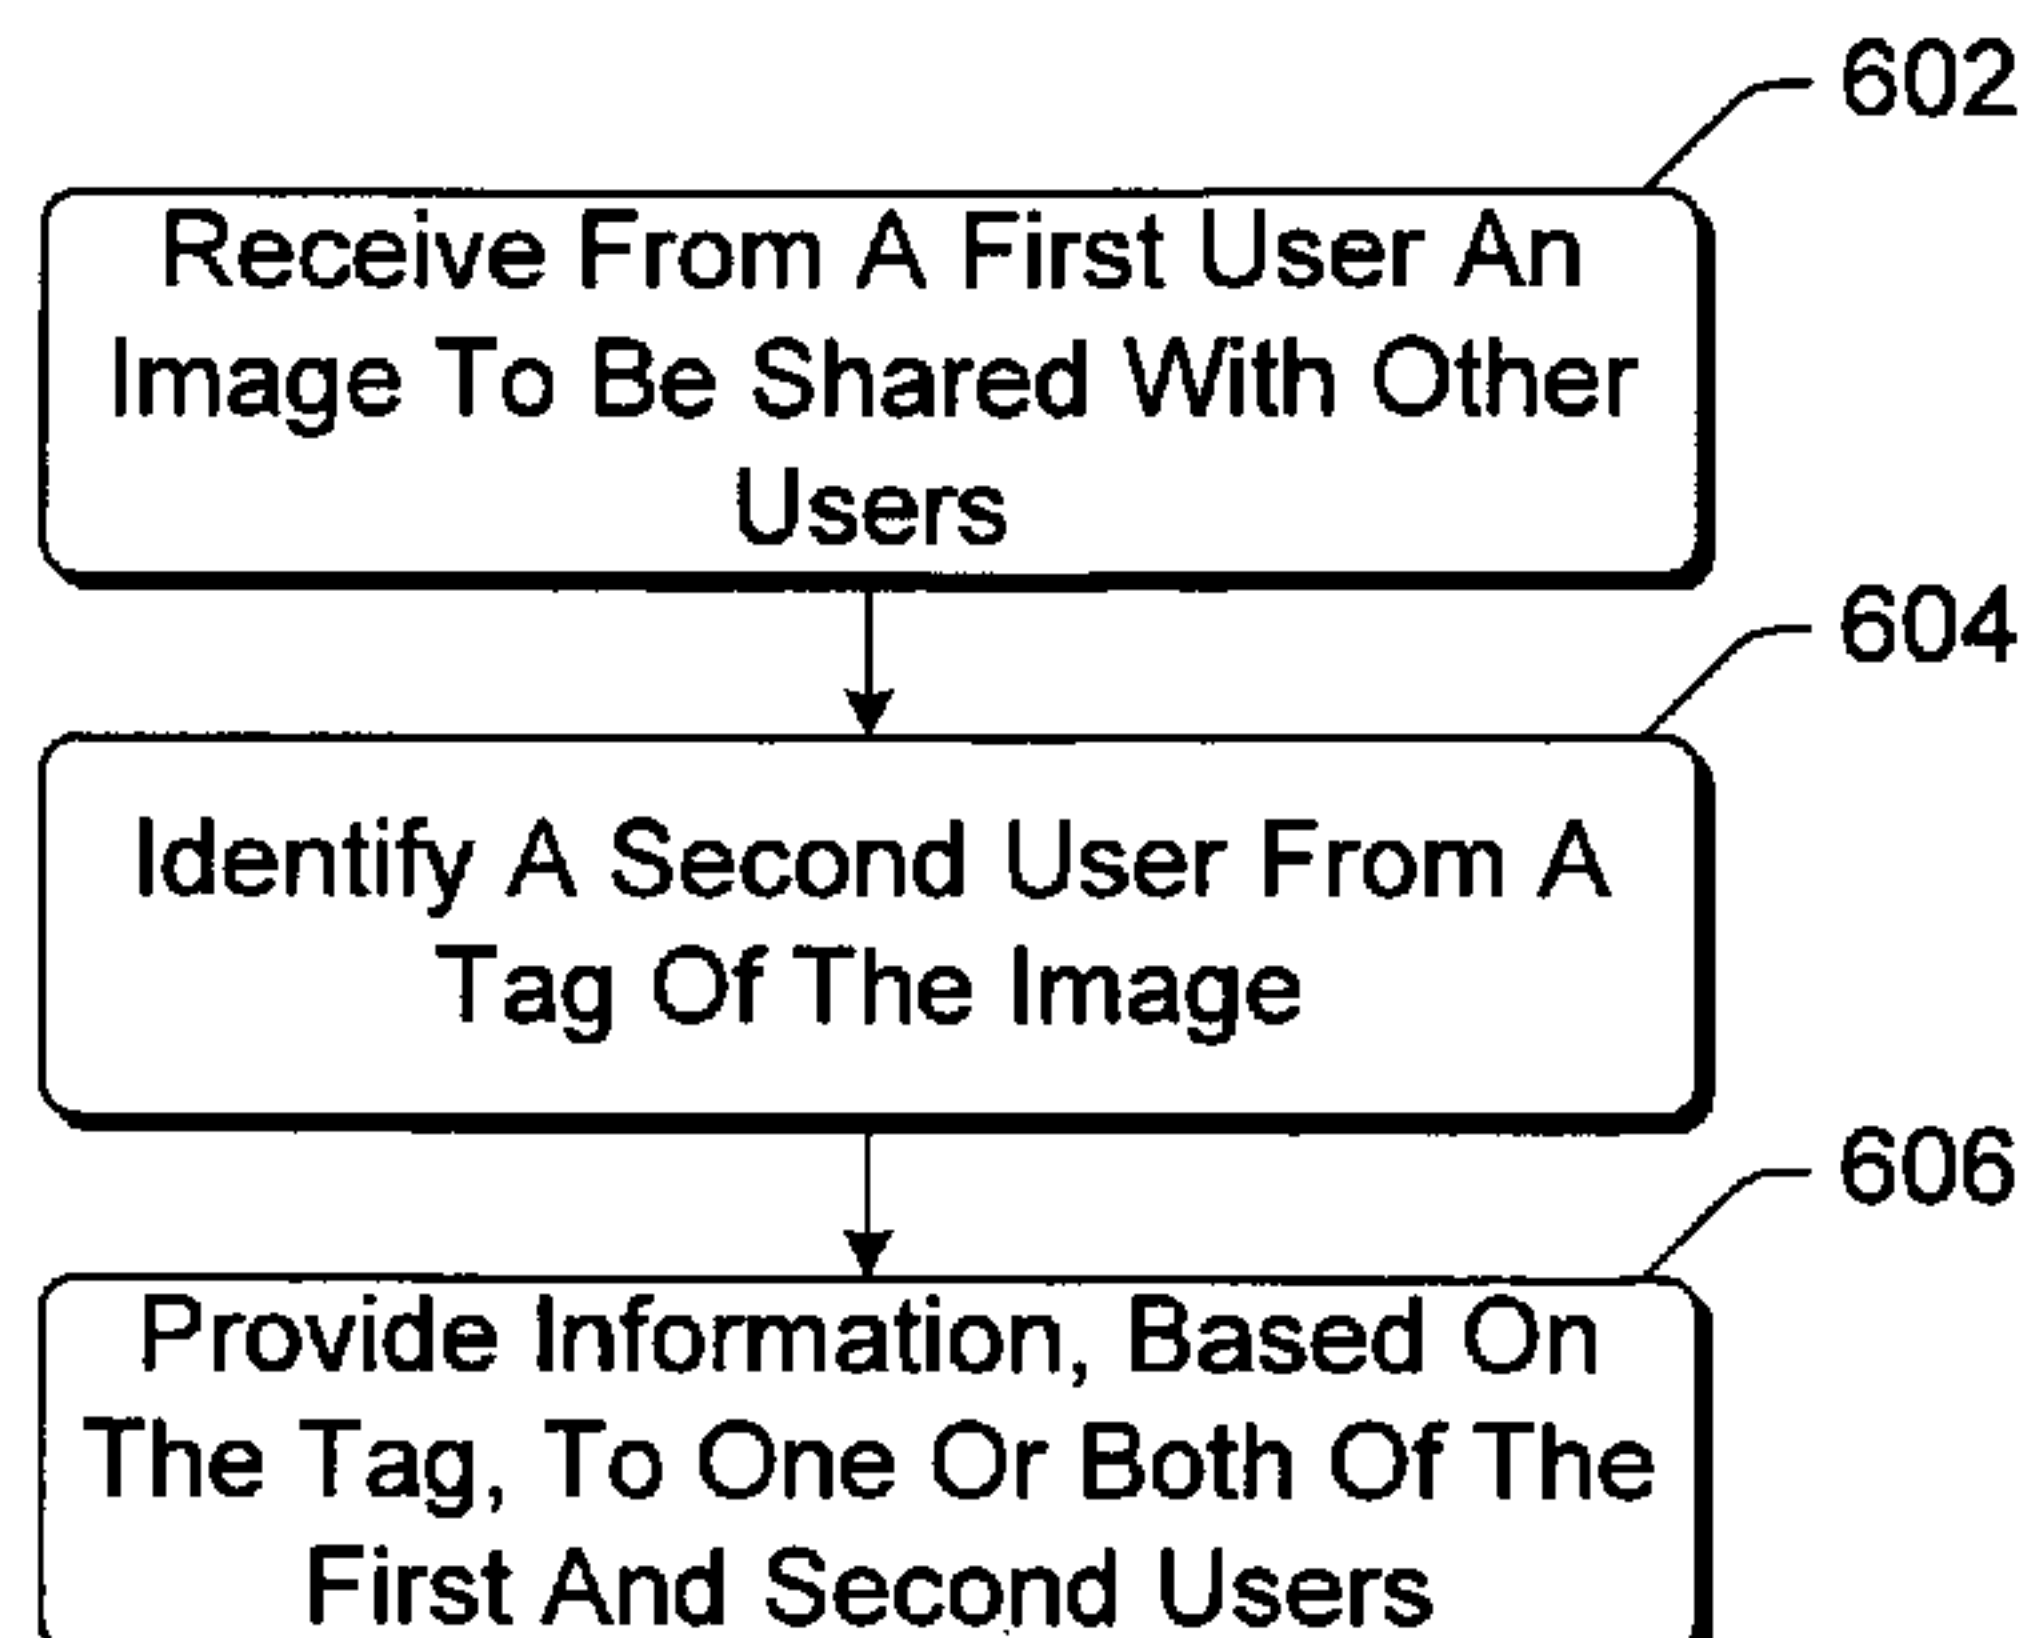 602
Receive From A First User An
Image To Be Shared With Other
Users
604
Identify A Second User From A
Tag Of The Image
606
Provide Information, Based On
The Tag, To One Or Both Of The
First And Second Users